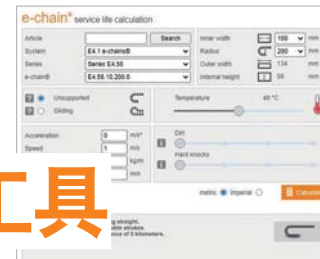 e-chain® service life calculation
Article Search Inner width 100 mm
System E4.1 e-chains® Radius 200 mm
Series Series E4.56 Outer width 134 mm
e-chain® E4.56.10.200.0 Internal height 56 mm
Unsupported Temperature 40 °C
Gliding
Acceleration 0 m/s² Dirt
Speed 1 m/s
kg/m Hard knocks
mm
metric imperial Calculate
工具
ng straight.
able strokes.
nce of 5 kilometers.